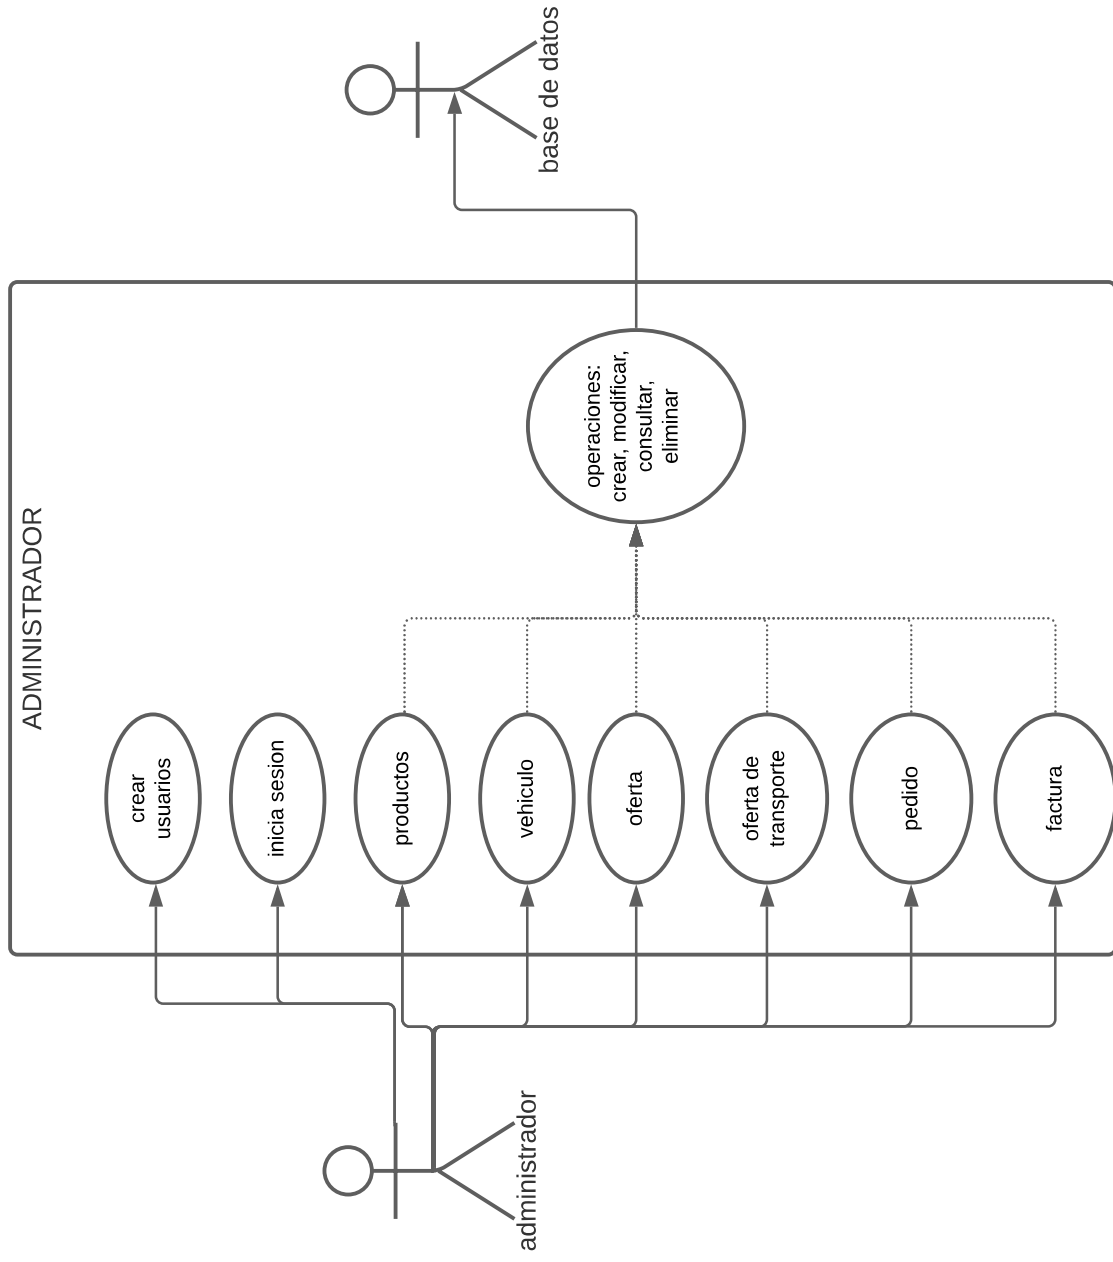 ADMINISTRADOR
administrador
crear
usuarios
inicia sesion
productos
vehiculo
oferta
oferta de
transporte
pedido
factura
operaciones:
crear, modificar,
consultar,
eliminar
base de datos